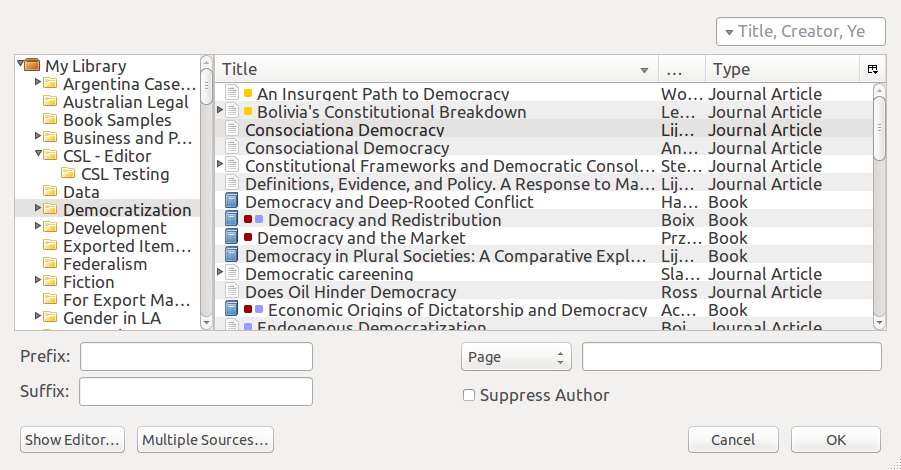 Title, Creator, Ye
My Library
Argentina Case...
Australian Legal
Book Samples
Business and P...
CSL - Editor
CSL Testing
Data
Democratization
Development
Exported Item...
Federalism
Fiction
For Export Ma...
Gender in LA
Title ... Type
An Insurgent Path to Democracy Wo... Journal Article
Bolivia's Constitutional Breakdown Le... Journal Article
Consociationa Democracy Lij... Journal Article
Consociational Democracy An... Journal Article
Constitutional Frameworks and Democratic Consol... Ste... Journal Article
Definitions, Evidence, and Policy. A Response to Ma... Lij... Journal Article
Democracy and Deep-Rooted Conflict Ha... Book
Democracy and Redistribution Boix Book
Democracy and the Market Prz... Book
Democracy in Plural Societies: A Comparative Expl... Lij... Book
Democratic careening Sla... Journal Article
Does Oil Hinder Democracy Ross Journal Article
Economic Origins of Dictatorship and Democracy Ac... Book
Endogenous Democratization Boi... Journal Article
Prefix:
Page
Suffix:
Suppress Author
Show Editor...
Multiple Sources...
Cancel
OK